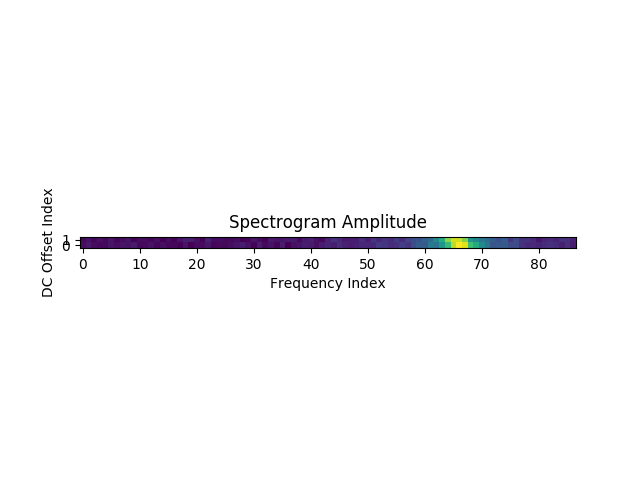 Spectrogram Amplitude
DC Offset Index
1
0
0 10 20 30 40 50 60 70 80
Frequency Index